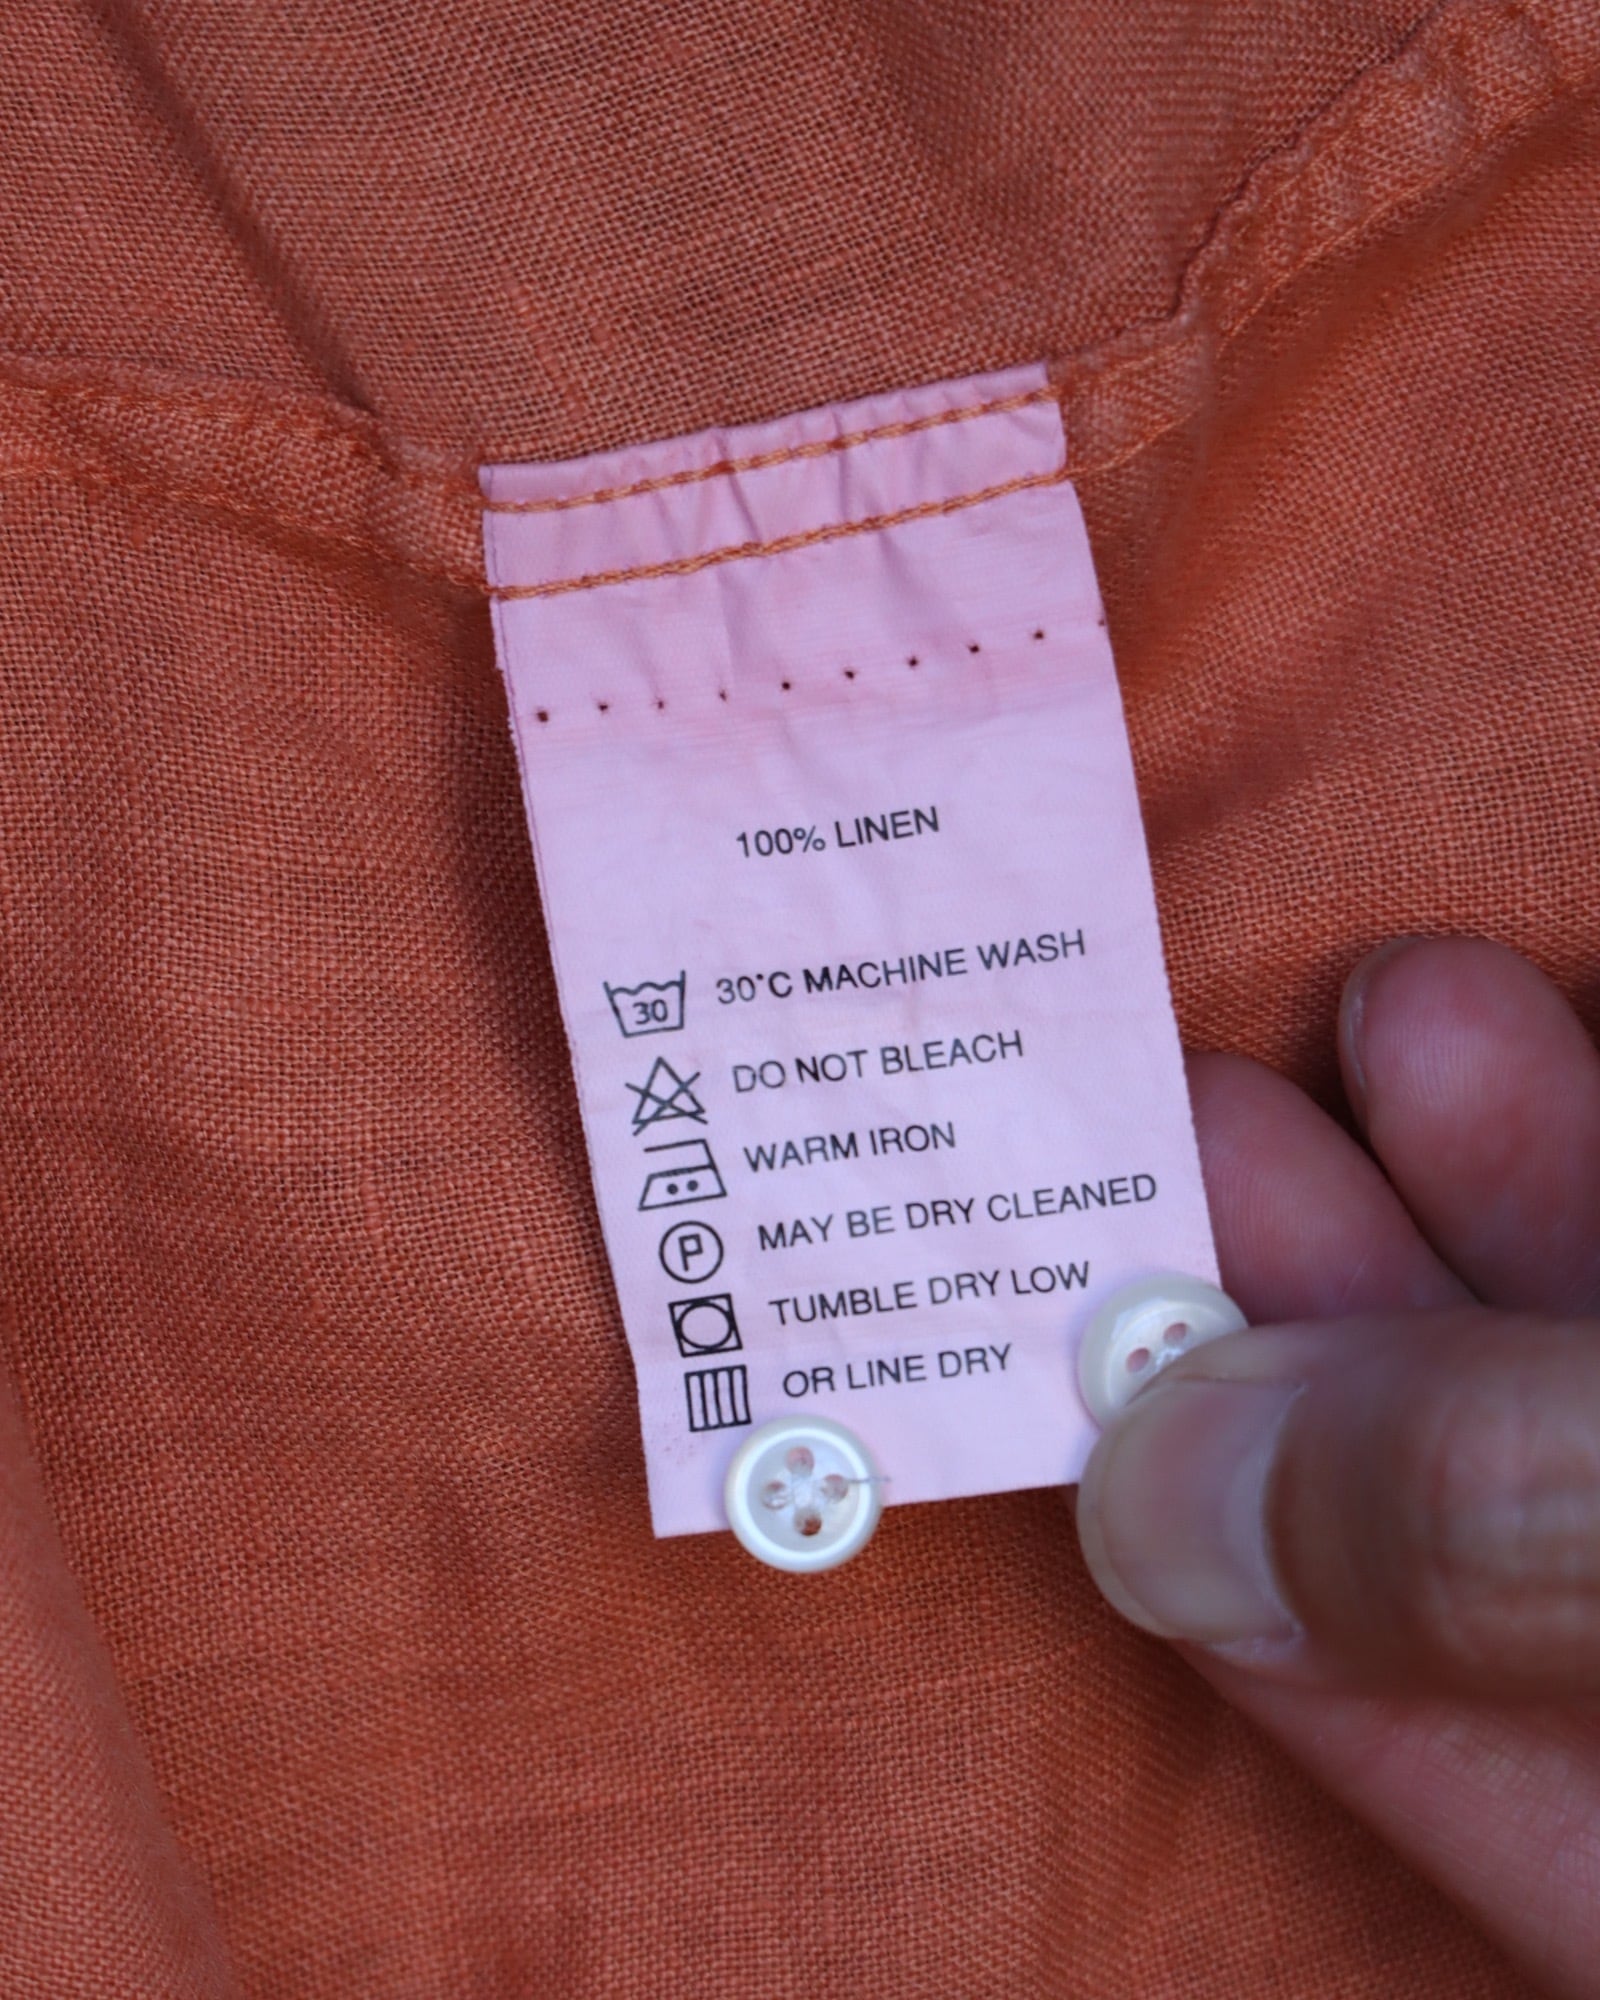 100% LINEN
30 30°C MACHINE WASH
DO NOT BLEACH
WARM IRON
P MAY BE DRY CLEANED
TUMBLE DRY LOW
OR LINE DRY